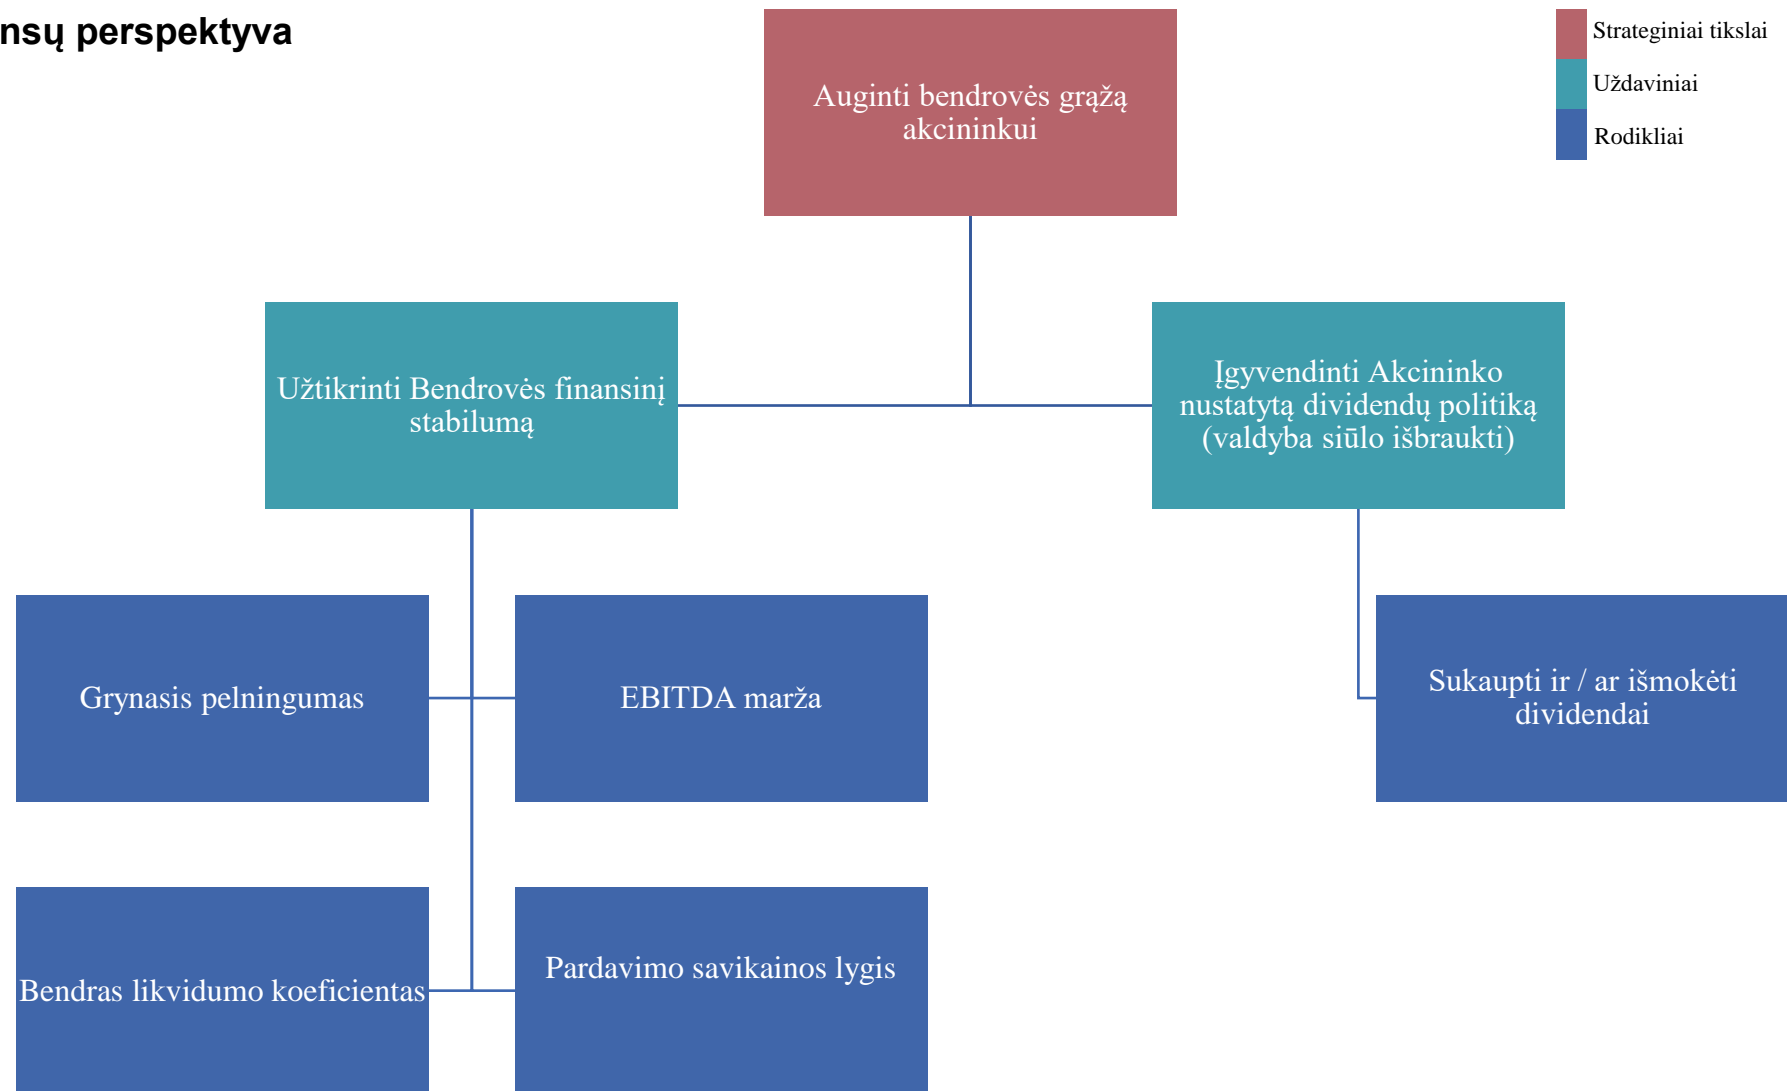 nsų perspektyva
Auginti bendrovės grąžą
akcininkui
Strateginiai tikslai
Uždaviniai
Rodikliai
Užtikrinti Bendrovės finansinį
stabilumą
Įgyvendinti Akcininko
nustatytą dividendų politiką
(valdyba siūlo išbraukti)
Grynasis pelningumas
EBITDA marža
Sukaupti ir / ar išmokėti
dividendai
Bendras likvidumo koeficientas
Pardavimo savikainos lygis